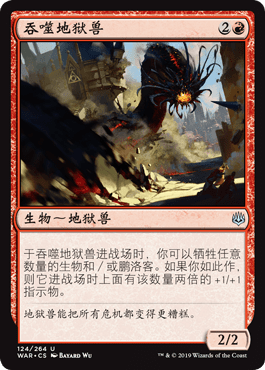 吞噬地狱兽 2
生物～地狱兽
于吞噬地狱兽进战场时，你可以牺牲任意
数量的生物和／或鹏洛客。如果你如此作，
则它进战场时上面有该数量两倍的+1/+1
指示物。
地狱兽能把所有危机都变得更糟糕。
2/2
124/264 U
WAR • CS BAYARD WU
™ & © 2019 Wizards of the Coast